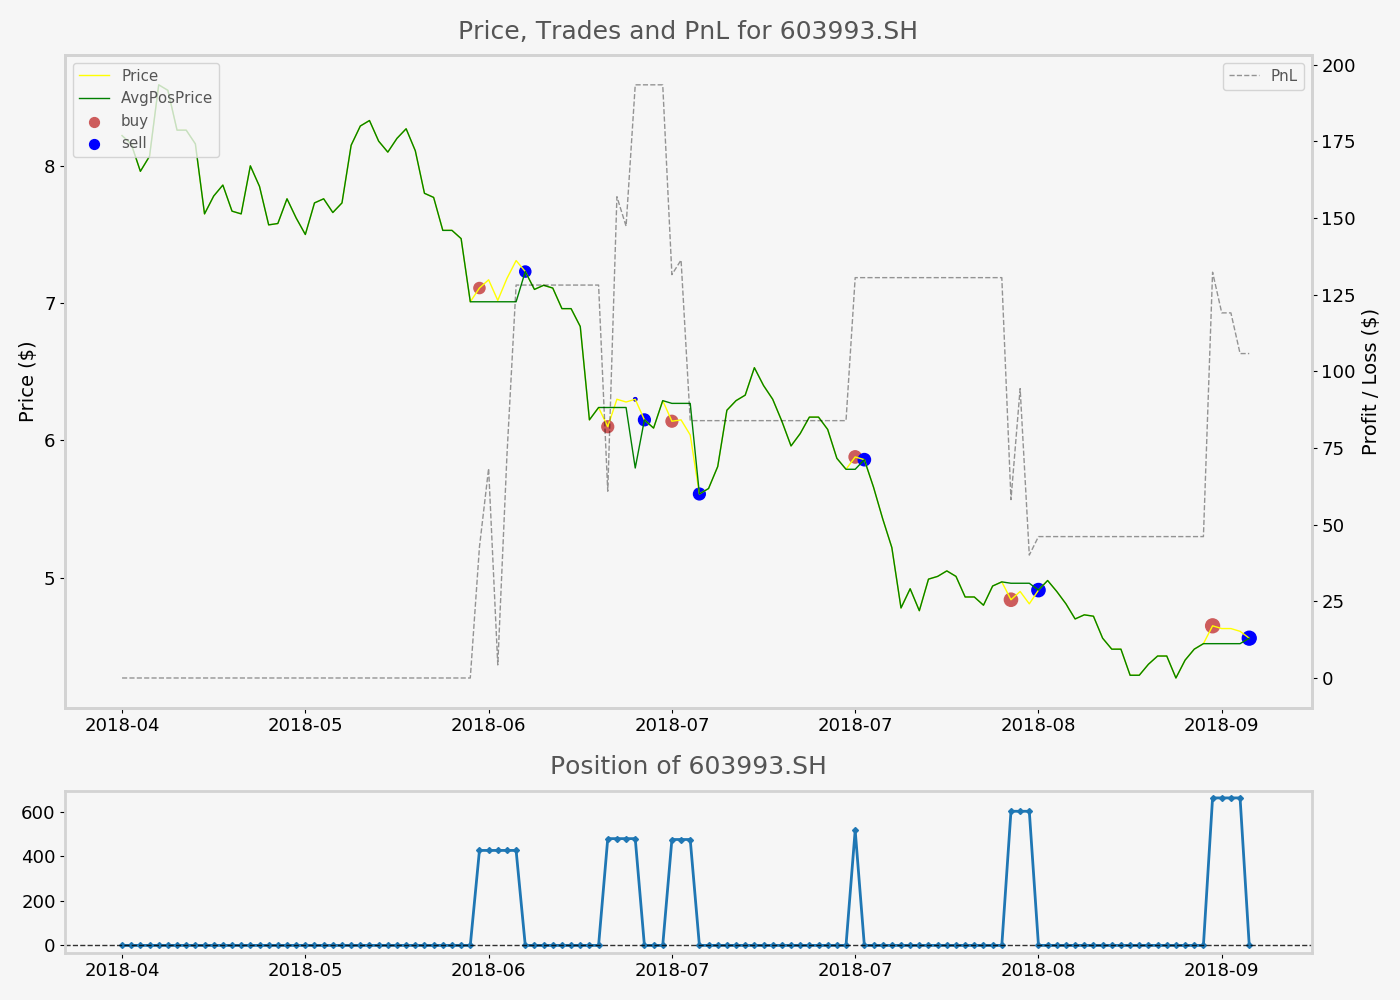 Price, Trades and PnL for 603993.SH
Price
AvgPosPrice
buy
sell
PnL
Price ($)
8
7
6
5
200
175
150
125
100
75
50
25
0
Profit / Loss ($)
2018-04 2018-05 2018-06 2018-07 2018-07 2018-08 2018-09
Position of 603993.SH
600
400
200
0
2018-04 2018-05 2018-06 2018-07 2018-07 2018-08 2018-09